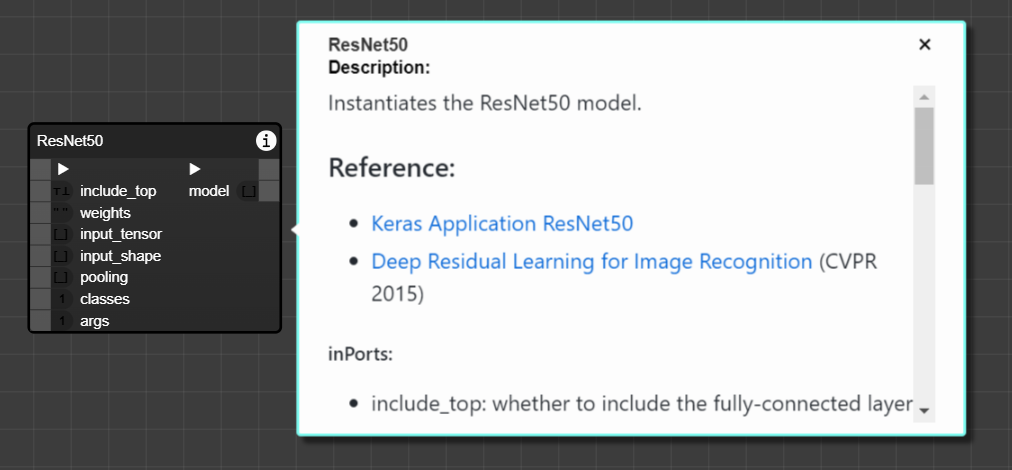 ResNet50
include_top model
weights
input_tensor
input_shape
pooling
classes
args
ResNet50
Description:
Instantiates the ResNet50 model.
Reference:
Keras Application ResNet50
Deep Residual Learning for Image Recognition (CVPR
2015)
inPorts:
include_top: whether to include the fully-connected layer